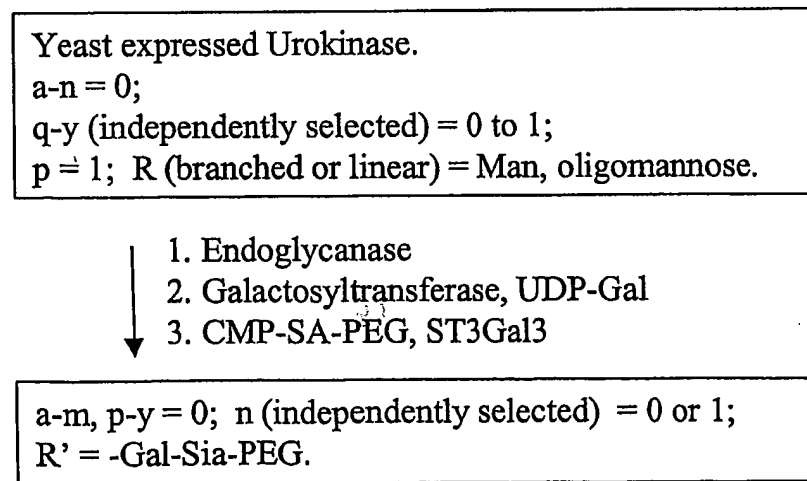 Yeast expressed Urokinase.
a-n = 0;
q-y (independently selected) = 0 to 1;
p = 1; R (branched or linear) = Man, oligomannose.
1. Endoglycanase
2. Galactosyltransferase, UDP-Gal
3. CMP-SA-PEG, ST3Gal3
a-m, p-y = 0; n (independently selected) = 0 or 1;
R' = -Gal-Sia-PEG.